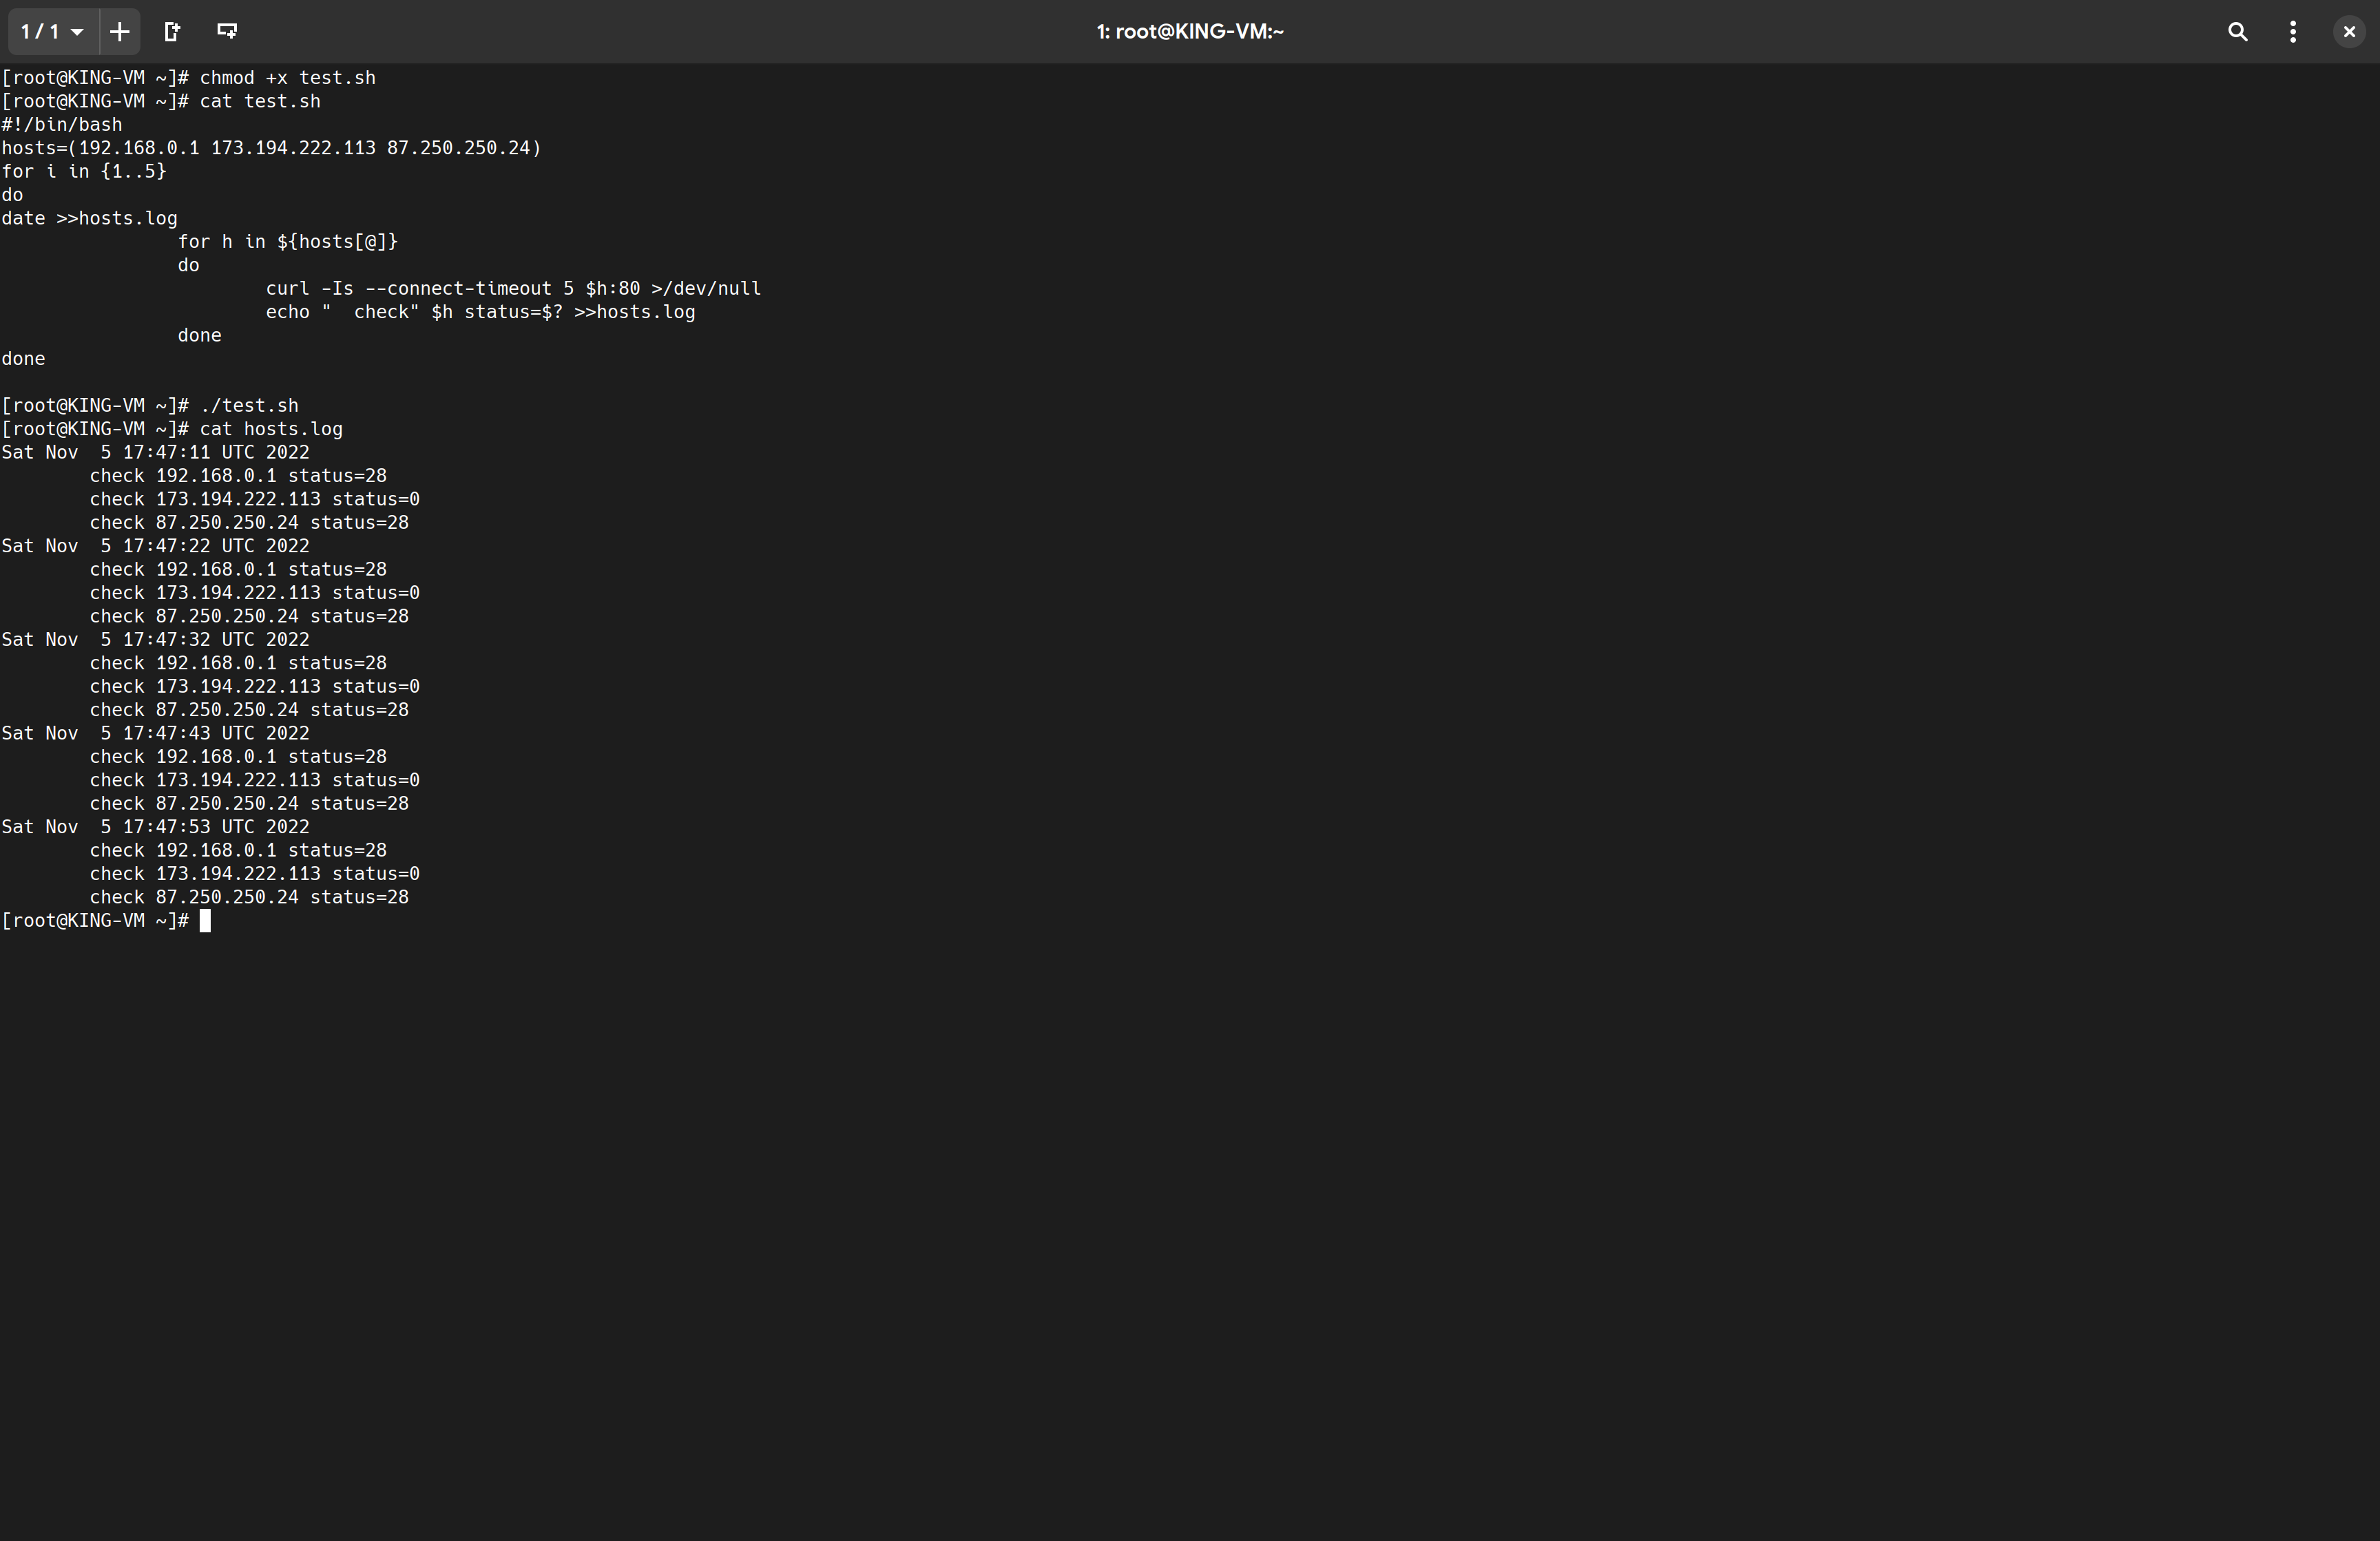 1 / 1
1: root@KING-VM:~
[root@KING-VM ~]# chmod +x test.sh
[root@KING-VM ~]# cat test.sh
#!/bin/bash
hosts=(192.168.0.1 173.194.222.113 87.250.250.24)
for i in {1..5}
do
date >>hosts.log
                for h in ${hosts[@]}
                do
                        curl -Is --connect-timeout 5 $h:80 >/dev/null
                        echo "  check" $h status=$? >>hosts.log
                done
done

[root@KING-VM ~]# ./test.sh
[root@KING-VM ~]# cat hosts.log
Sat Nov  5 17:47:11 UTC 2022
        check 192.168.0.1 status=28
        check 173.194.222.113 status=0
        check 87.250.250.24 status=28
Sat Nov  5 17:47:22 UTC 2022
        check 192.168.0.1 status=28
        check 173.194.222.113 status=0
        check 87.250.250.24 status=28
Sat Nov  5 17:47:32 UTC 2022
        check 192.168.0.1 status=28
        check 173.194.222.113 status=0
        check 87.250.250.24 status=28
Sat Nov  5 17:47:43 UTC 2022
        check 192.168.0.1 status=28
        check 173.194.222.113 status=0
        check 87.250.250.24 status=28
Sat Nov  5 17:47:53 UTC 2022
        check 192.168.0.1 status=28
        check 173.194.222.113 status=0
        check 87.250.250.24 status=28
[root@KING-VM ~]#